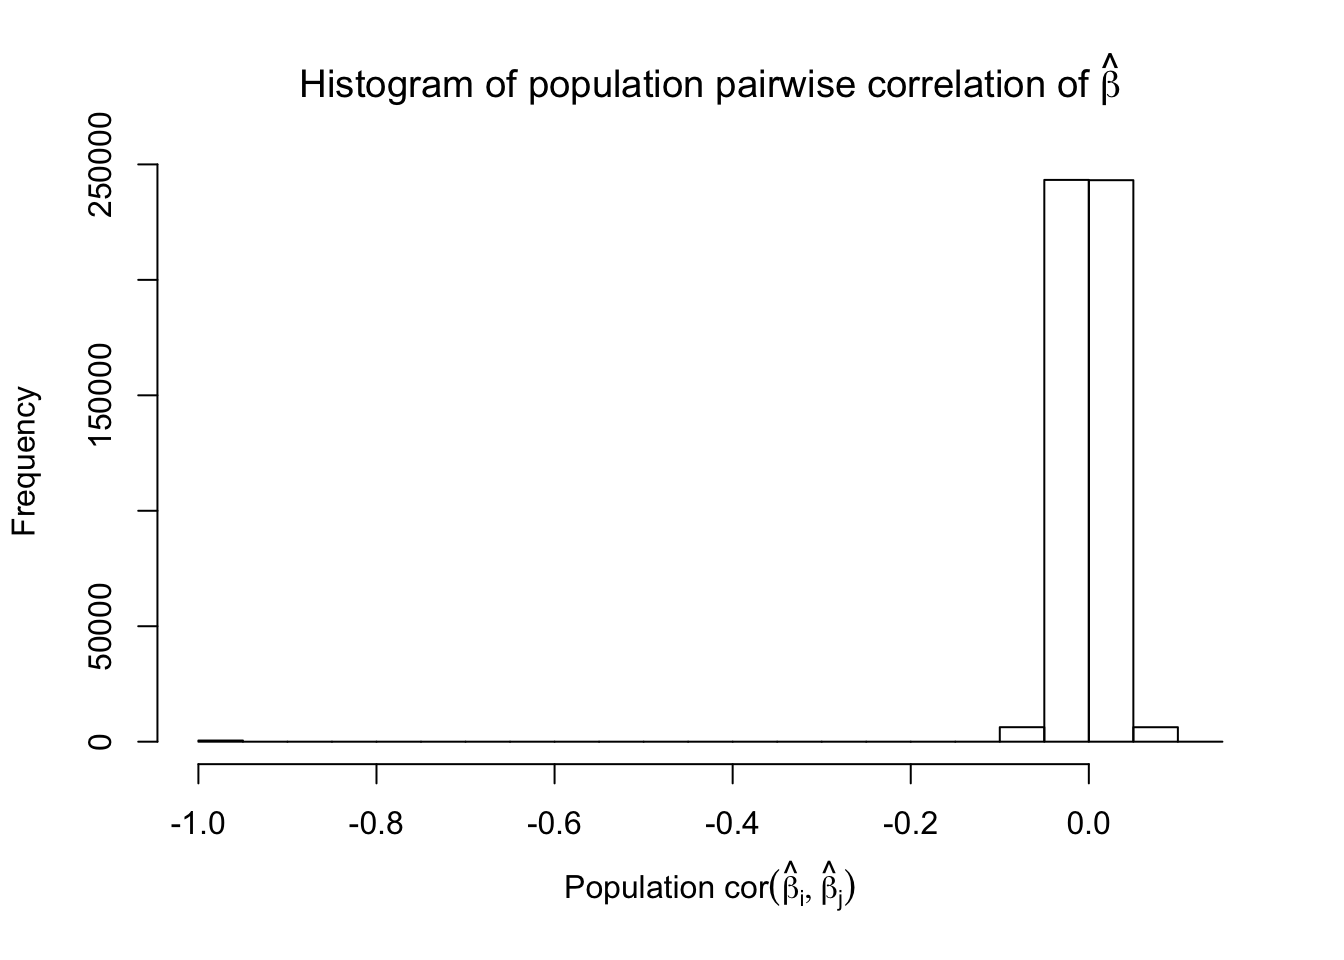 Histogram of population pairwise correlation of β̂
Frequency
250000
150000
50000
0
-1.0 -0.8 -0.6 -0.4 -0.2 0.0
Population cor(β̂i, β̂j)